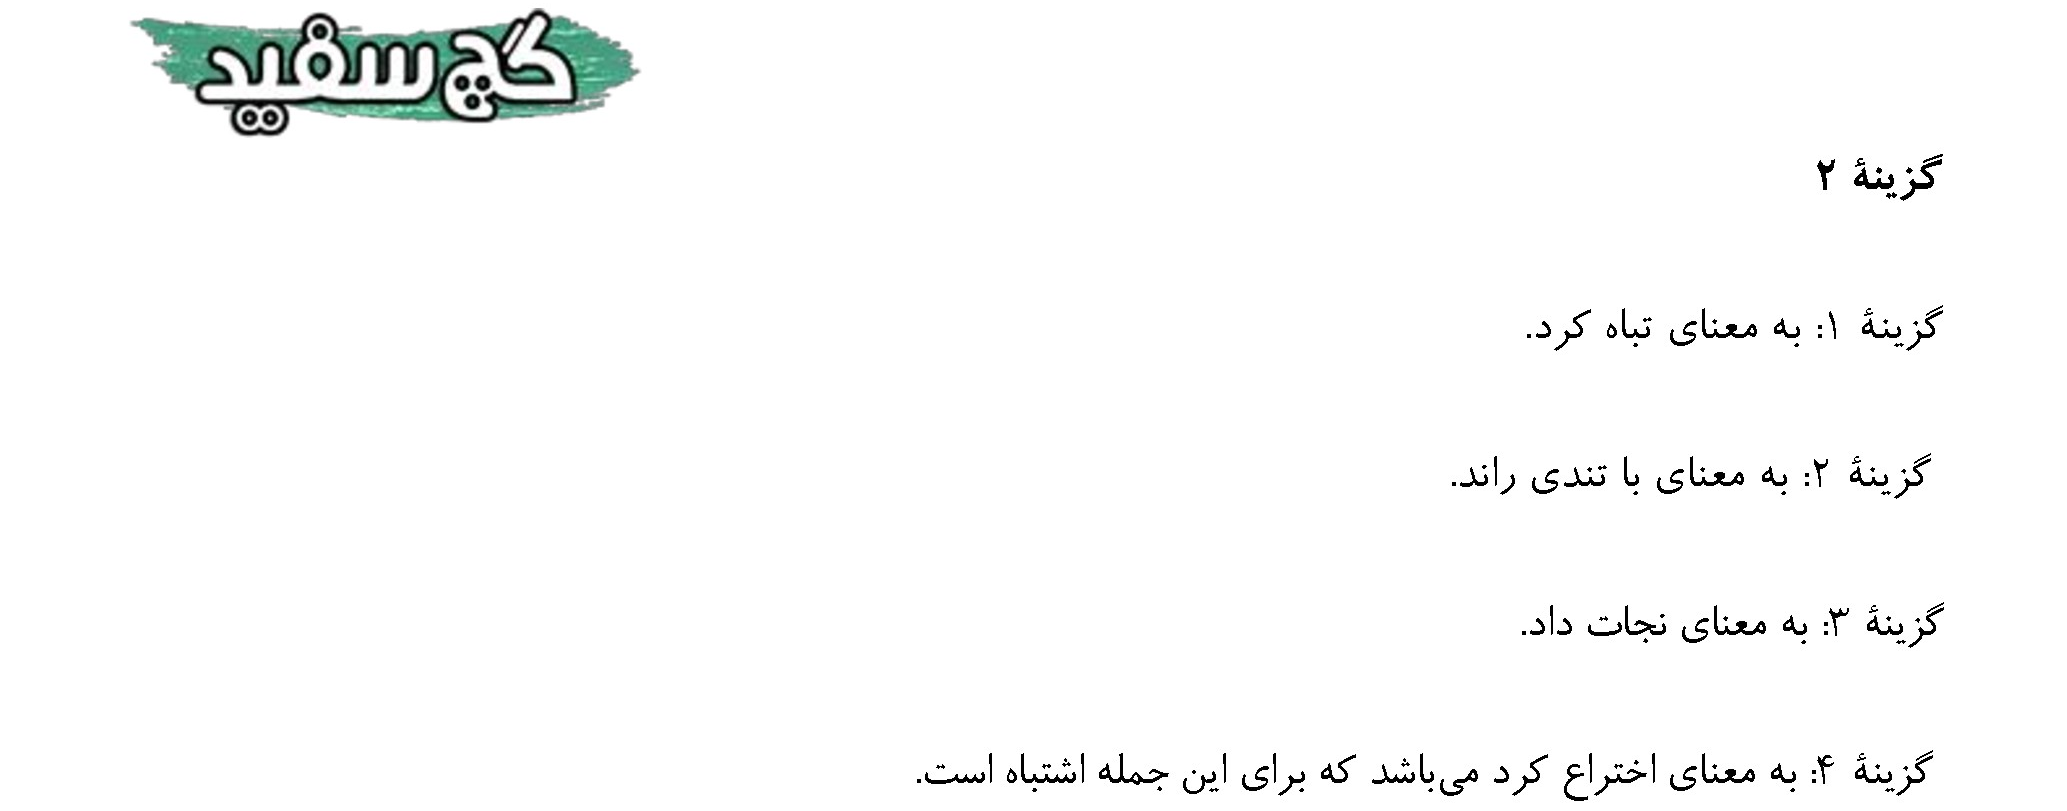 گچ سفید
گزینهٔ ۲
گزینهٔ ۱: به معنای تباه کرد.
گزینهٔ ۲: به معنای با تندی راند.
گزینهٔ ۳: به معنای نجات داد.
گزینهٔ ۴: به معنای اختراع کرد می‌باشد که برای این جمله اشتباه است.